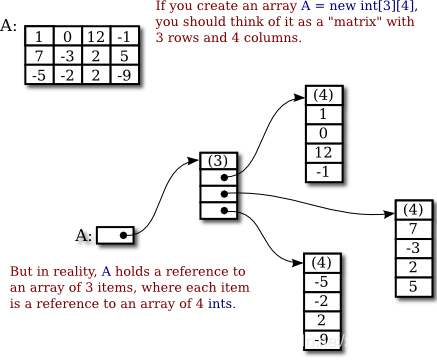 If you create an array A = new int[3][4],
you should think of it as a "matrix" with
3 rows and 4 columns.
A:
1 0 12 -1
7 -3 2 5
-5 -2 2 -9
(4)
1
0
12
-1
(3)
A:
(4)
7
-3
2
5
But in reality, A holds a reference to
an array of 3 items, where each item
is a reference to an array of 4 ints.
(4)
-5
-2
2
-9